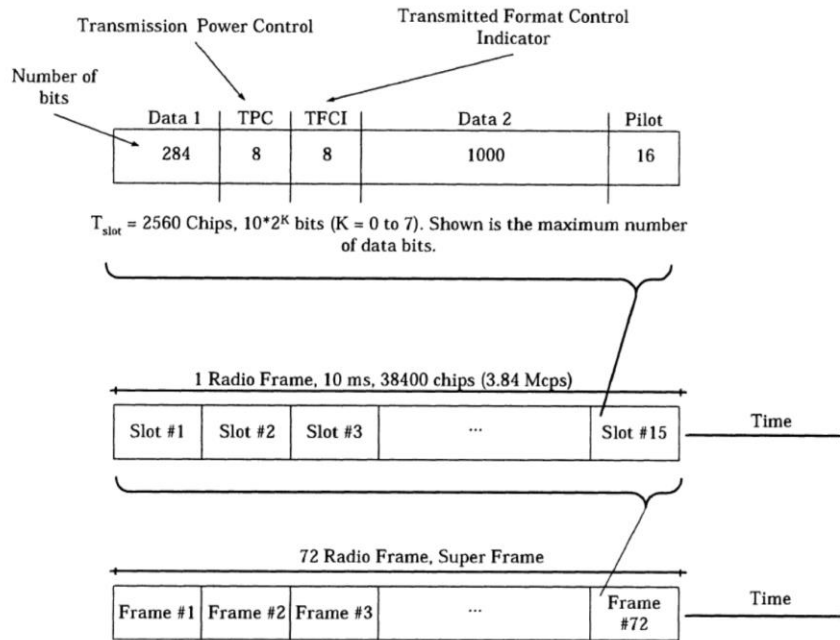 Transmission Power Control
Transmitted Format Control
Indicator
Number of
bits
Data 1 TPC TFCI Data 2 Pilot
284 8 8 1000 16
T_slot = 2560 Chips, 10*2^K bits (K = 0 to 7). Shown is the maximum number
of data bits.
1 Radio Frame, 10 ms, 38400 chips (3.84 Mcps)
Slot #1 Slot #2 Slot #3 ... Slot #15
Time
72 Radio Frame, Super Frame
Frame #1 Frame #2 Frame #3 ... Frame
#72
Time